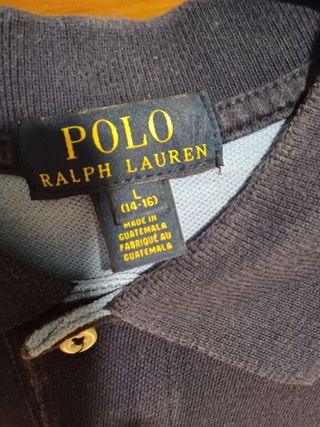 POLO
RALPH LAUREN
L
(14-16)
MADE IN
GUATEMALA
FABRIQUÉ AU
GUATEMALA